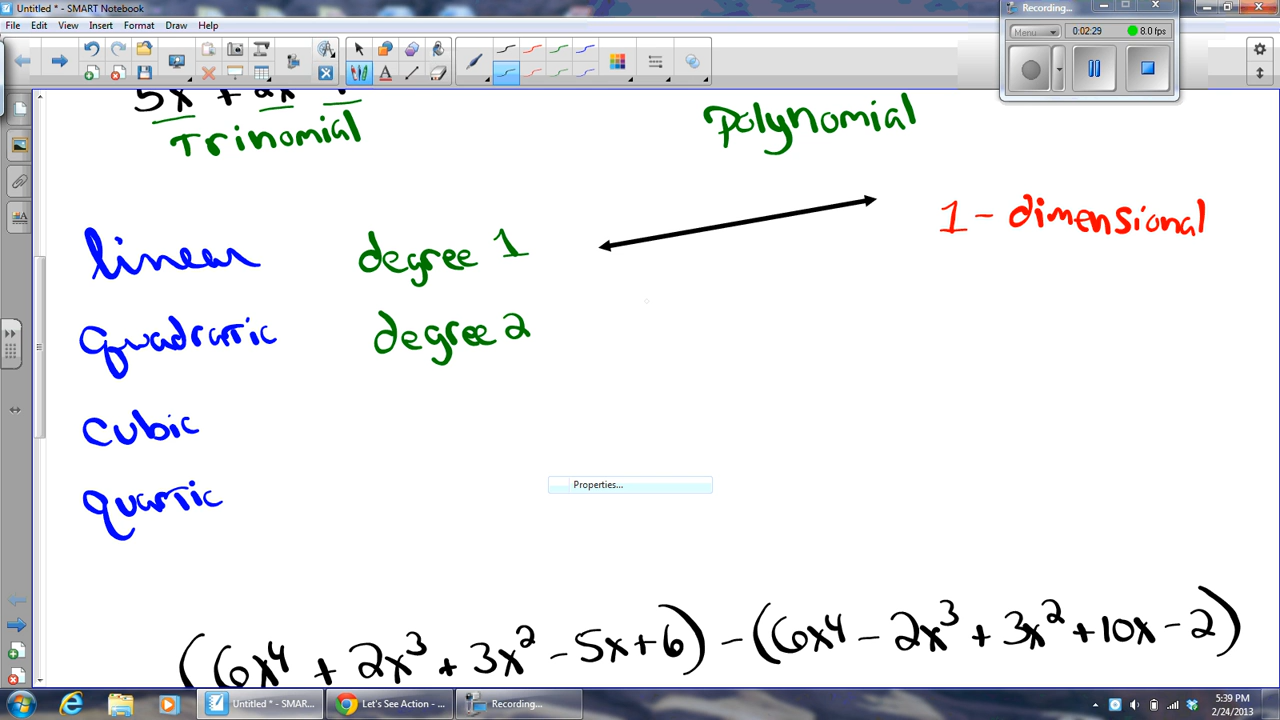 Untitled * - SMART Notebook
File Edit View Insert Format Draw Help
Recording...
Menu 0:02:29 8.0 fps
Trinomial
Polynomial
1 - dimensional
linear degree 1
quadratic degree 2
cubic
quartic
Properties...
(6x⁴ + 2x³ + 3x² - 5x + 6) - (6x⁴ - 2x³ + 3x² + 10x - 2)
Untitled * - SMAR... Let's See Action - ... Recording...
5:39 PM
2/24/2013